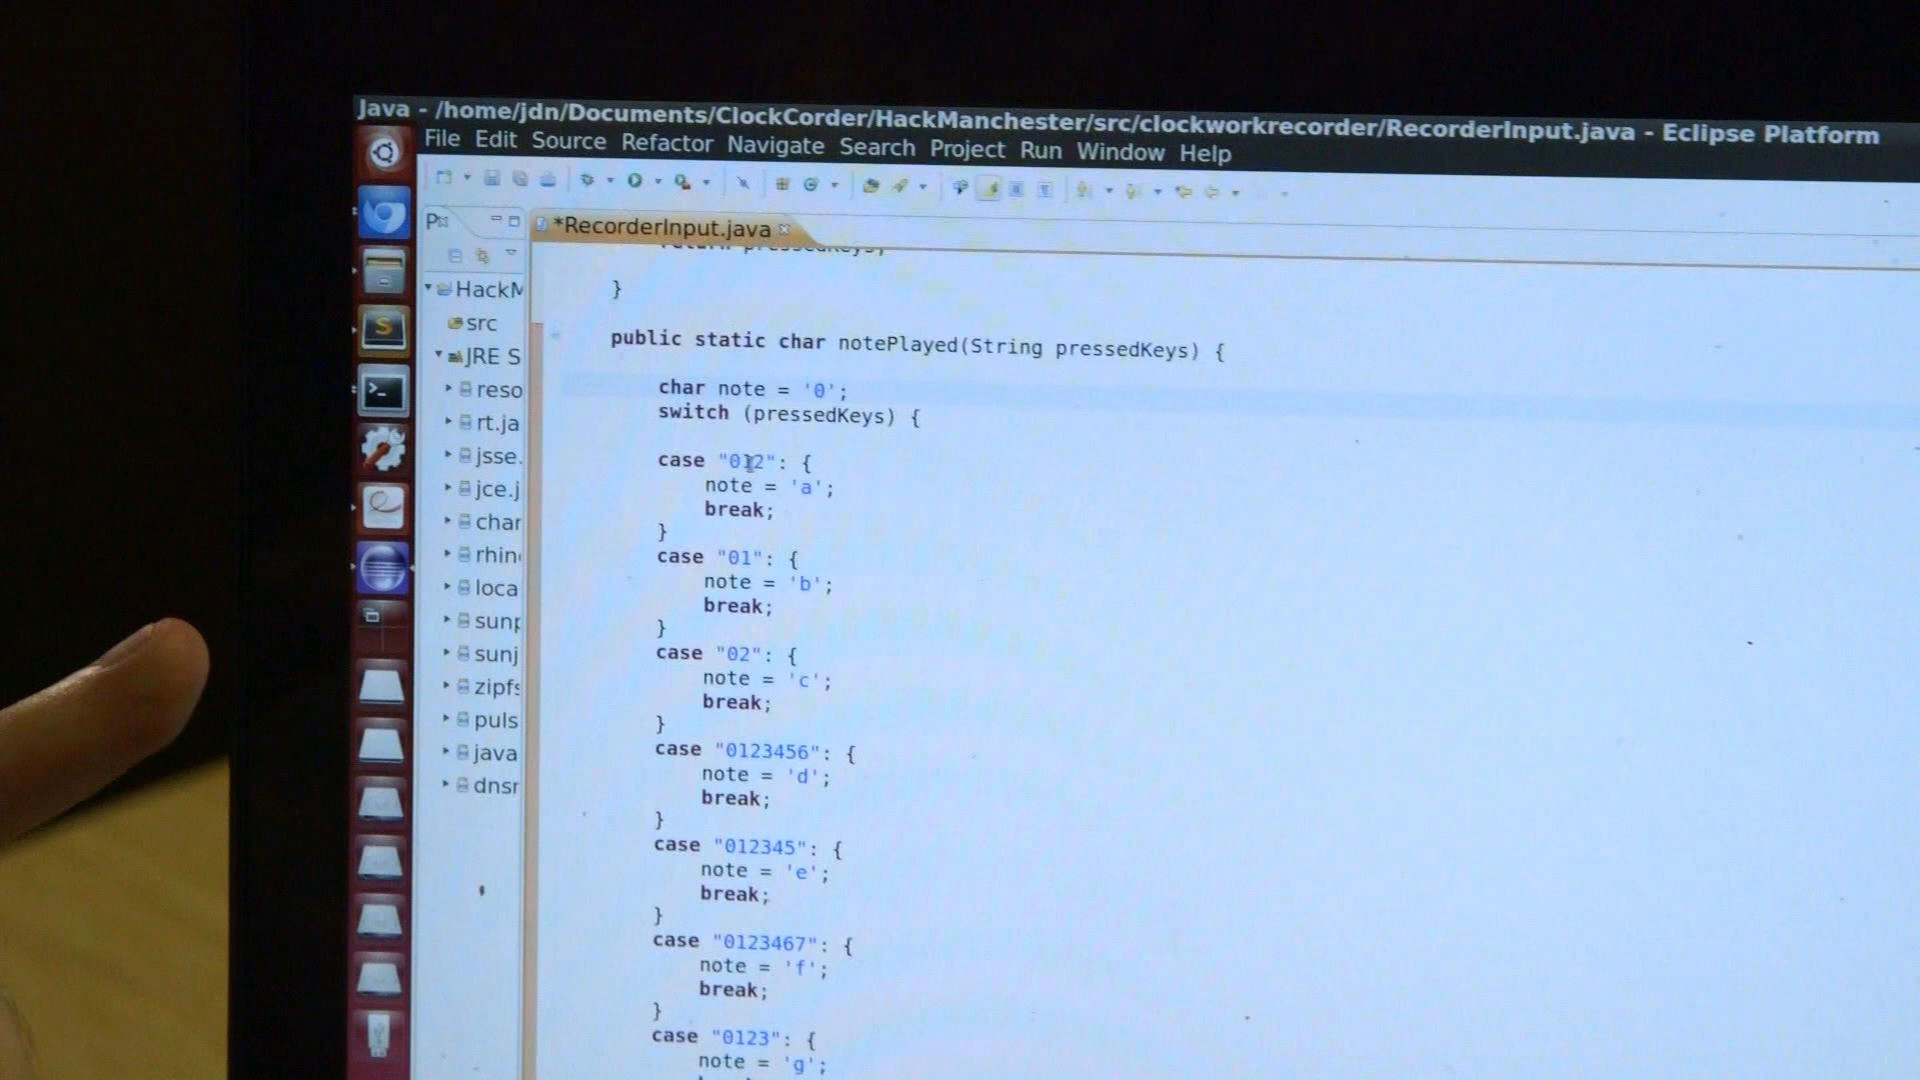 Java - /home/jdn/Documents/ClockCorder/HackManchester/src/clockworkrecorder/RecorderInput.java - Eclipse Platform
File Edit Source Refactor Navigate Search Project Run Window Help
P
*RecorderInput.java
return pressedKeys;
}
HackM
src
JRE S
reso
rt.ja
jsse.
jce.j
char
rhin
loca
sunp
sunj
zipfs
puls
java
dnsr
public static char notePlayed(String pressedKeys) {
char note = '0';
switch (pressedKeys) {
case "012": {
note = 'a';
break;
}
case "01": {
note = 'b';
break;
}
case "02": {
note = 'c';
break;
}
case "0123456": {
note = 'd';
break;
}
case "012345": {
note = 'e';
break;
}
case "0123467": {
note = 'f';
break;
}
case "0123": {
note = 'g';